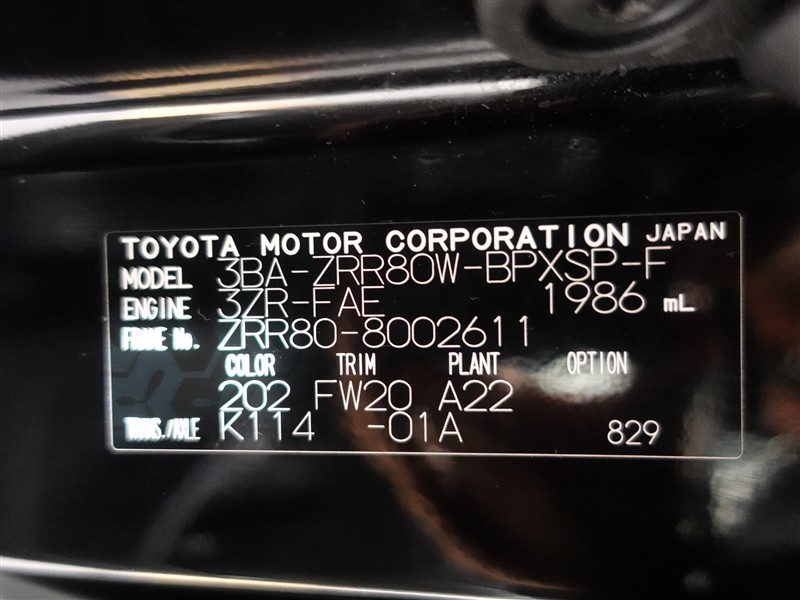 TOYOTA MOTOR CORPORATION JAPAN
MODEL 3BA-ZRR80W-BPXSP-F
ENGINE 3ZR-FAE 1986 mL
FRAME No. ZRR80-8002611
COLOR TRIM PLANT OPTION
202 FW20 A22
TRANS./AXLE K114 -01A 829